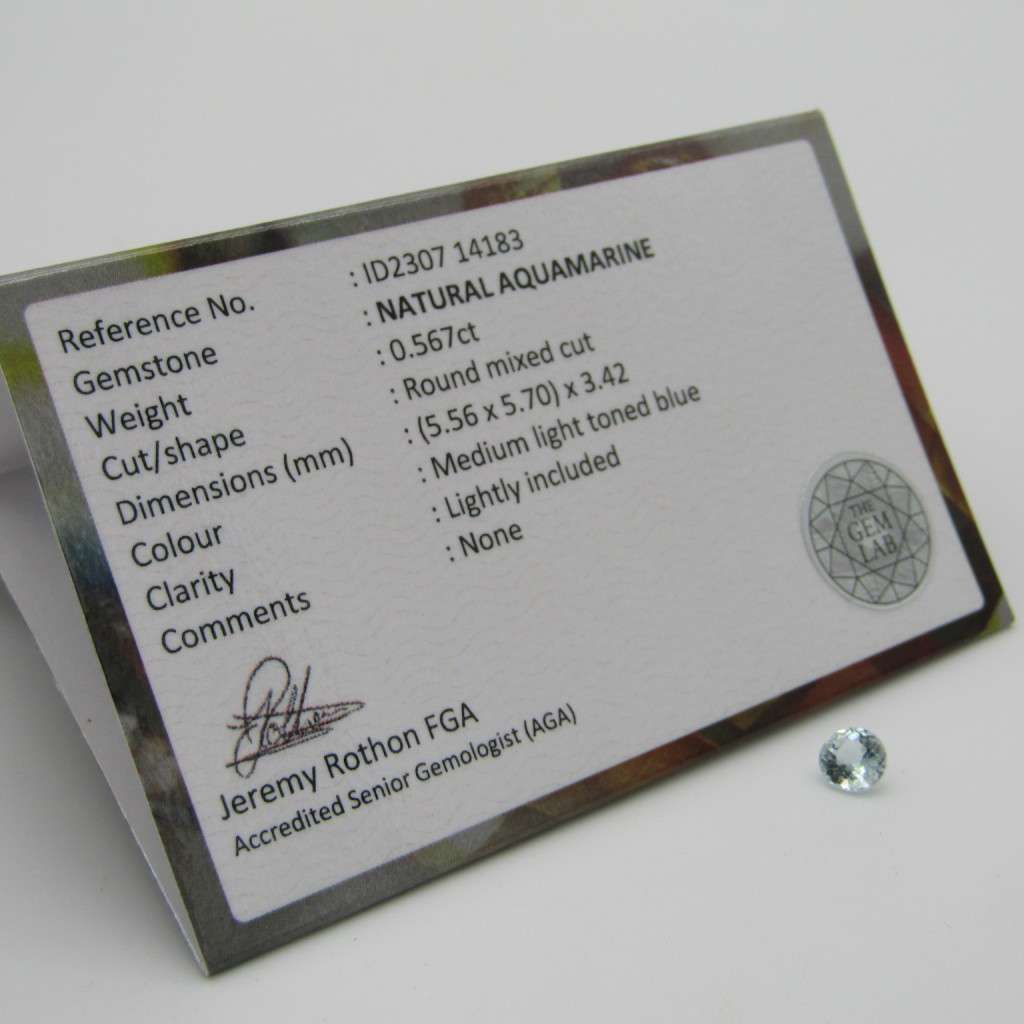 Reference No. : ID2307 14183
Gemstone : NATURAL AQUAMARINE
Weight : 0.567ct
Cut/shape : Round mixed cut
Dimensions (mm) : (5.56 x 5.70) x 3.42
Colour : Medium light toned blue
Clarity : Lightly included
Comments : None
THE
GEM
LAB
Jeremy Rothon FGA
Accredited Senior Gemologist (AGA)